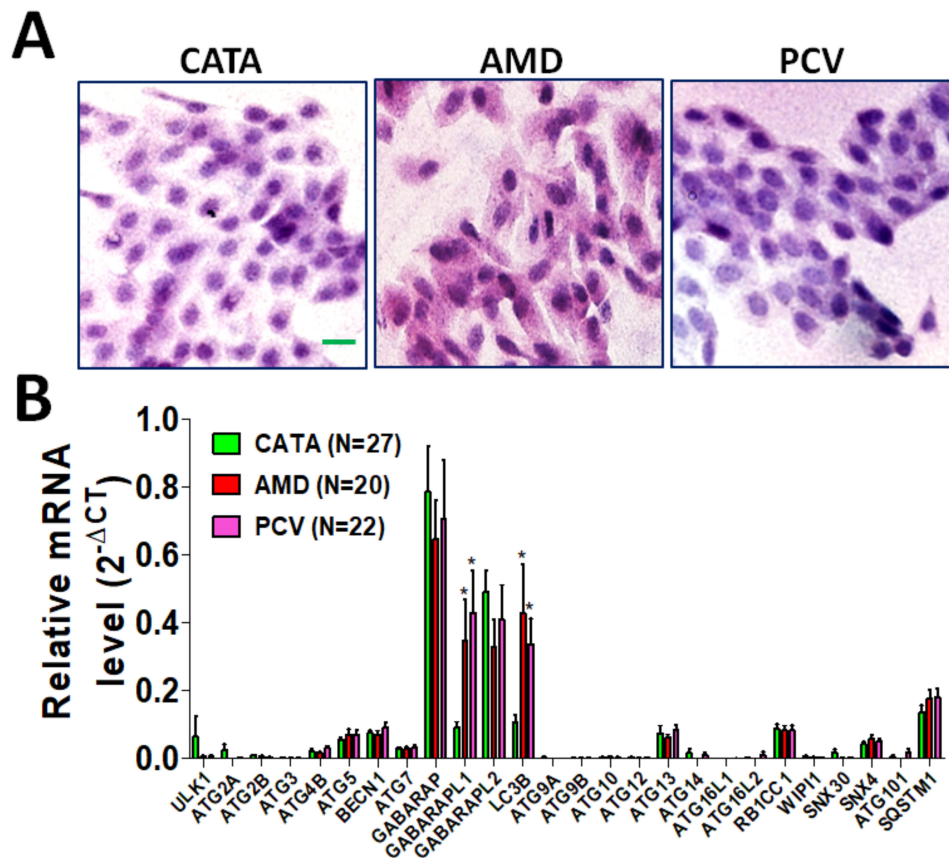 A
CATA AMD PCV
B
Relative mRNA
level (2^-ΔCT)
1.0
0.8
0.6
0.4
0.2
0.0
CATA (N=27)
AMD (N=20)
PCV (N=22)
* * * *
ULK1
ATG2A
ATG2B
ATG3
ATG4B
ATG5
BECN1
ATG7
GABARAP
GABARAPL1
GABARAPL2
LC3B
ATG9A
ATG9B
ATG10
ATG12
ATG13
ATG14
ATG16L1
ATG16L2
RB1CC1
WIPI1
SNX30
SNX4
ATG101
SQSTM1